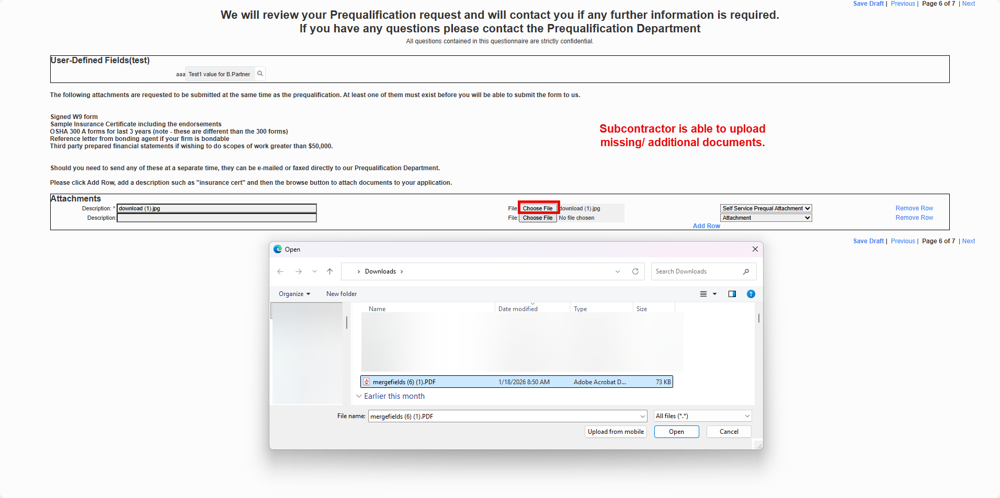 Save Draft | Previous | Page 6 of 7 | Next
We will review your Prequalification request and will contact you if any further information is required.
If you have any questions please contact the Prequalification Department
All questions contained in this questionnaire are strictly confidential.
User-Defined Fields(test)
aaa Test1 value for B.Partner
The following attachments are requested to be submitted at the same time as the prequalification. At least one of them must exist before you will be able to submit the form to us.
Signed W9 form
Sample Insurance Certificate including the endorsements
OSHA 300 A forms for last 3 years (note - these are different than the 300 forms)
Reference letter from bonding agent if your firm is bondable
Third party prepared financial statements if wishing to do scopes of work greater than $50,000.
Subcontractor is able to upload
missing/ additional documents.
Should you need to send any of these at a separate time, they can be e-mailed or faxed directly to our Prequalification Department.
Please click Add Row, add a description such as "insurance cert" and then the browse button to attach documents to your application.
Attachments
Description: * download (1).jpg File Choose File download (1).jpg Self Service Prequal Attachment Remove Row
Description: File: Choose File No file chosen Attachment Remove Row
Add Row
Save Draft | Previous | Page 6 of 7 | Next
Open
Downloads
Search Downloads
Organize New folder
Name Date modified Type Size
mergefields (6) (1).PDF 1/18/2026 8:50 AM Adobe Acrobat D... 73 KB
Earlier this month
File name: mergefields (6) (1).PDF All files (*.*)
Upload from mobile Open Cancel